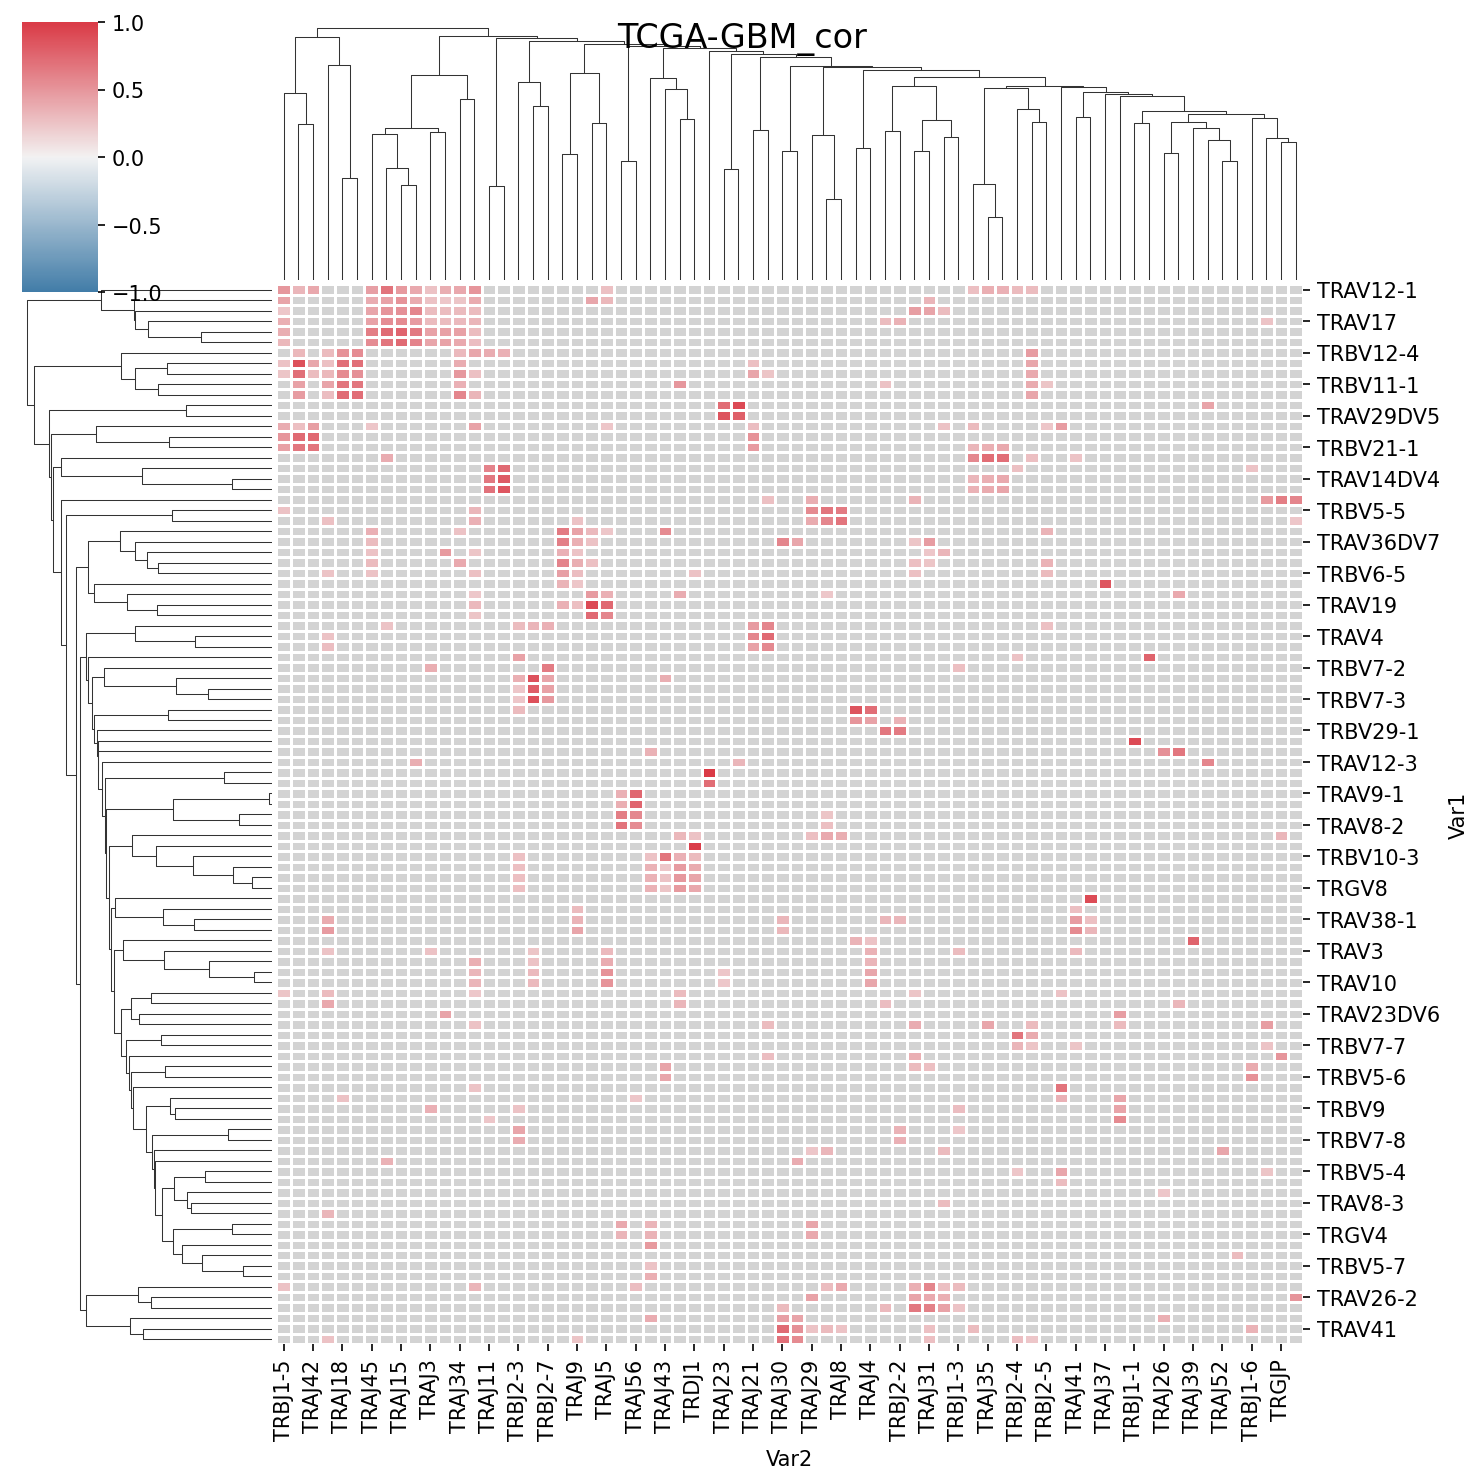 TCGA-GBM_cor
1.0
0.5
0.0
−0.5
−1.0
TRAV12-1
TRAV17
TRBV12-4
TRBV11-1
TRAV29DV5
TRBV21-1
TRAV14DV4
TRBV5-5
TRAV36DV7
TRBV6-5
TRAV19
TRAV4
TRBV7-2
TRBV7-3
TRBV29-1
TRAV12-3
TRAV9-1
TRAV8-2
TRBV10-3
TRGV8
TRAV38-1
TRAV3
TRAV10
TRAV23DV6
TRBV7-7
TRBV5-6
TRBV9
TRBV7-8
TRBV5-4
TRAV8-3
TRGV4
TRBV5-7
TRAV26-2
TRAV41
Var1
TRBJ1-5
TRAJ42
TRAJ18
TRAJ45
TRAJ15
TRAJ3
TRAJ34
TRAJ11
TRBJ2-3
TRBJ2-7
TRAJ9
TRAJ5
TRAJ56
TRAJ43
TRDJ1
TRAJ23
TRAJ21
TRAJ30
TRAJ29
TRAJ8
TRAJ4
TRBJ2-2
TRAJ31
TRBJ1-3
TRAJ35
TRBJ2-4
TRBJ2-5
TRAJ41
TRAJ37
TRBJ1-1
TRAJ26
TRAJ39
TRAJ52
TRBJ1-6
TRGJP
Var2